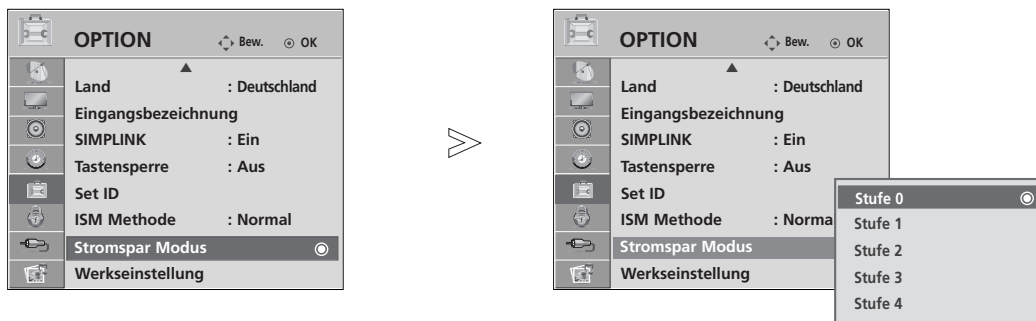 OPTION Bew. OK
Land : Deutschland
Eingangsbezeichnung
SIMPLINK : Ein
Tastensperre : Aus
Set ID
ISM Methode : Normal
Stromspar Modus
Werkseinstellung
OPTION Bew. OK
Land : Deutschland
Eingangsbezeichnung
SIMPLINK : Ein
Tastensperre : Aus
Set ID
ISM Methode : Norma
Stromspar Modus
Werkseinstellung
Stufe 0
Stufe 1
Stufe 2
Stufe 3
Stufe 4